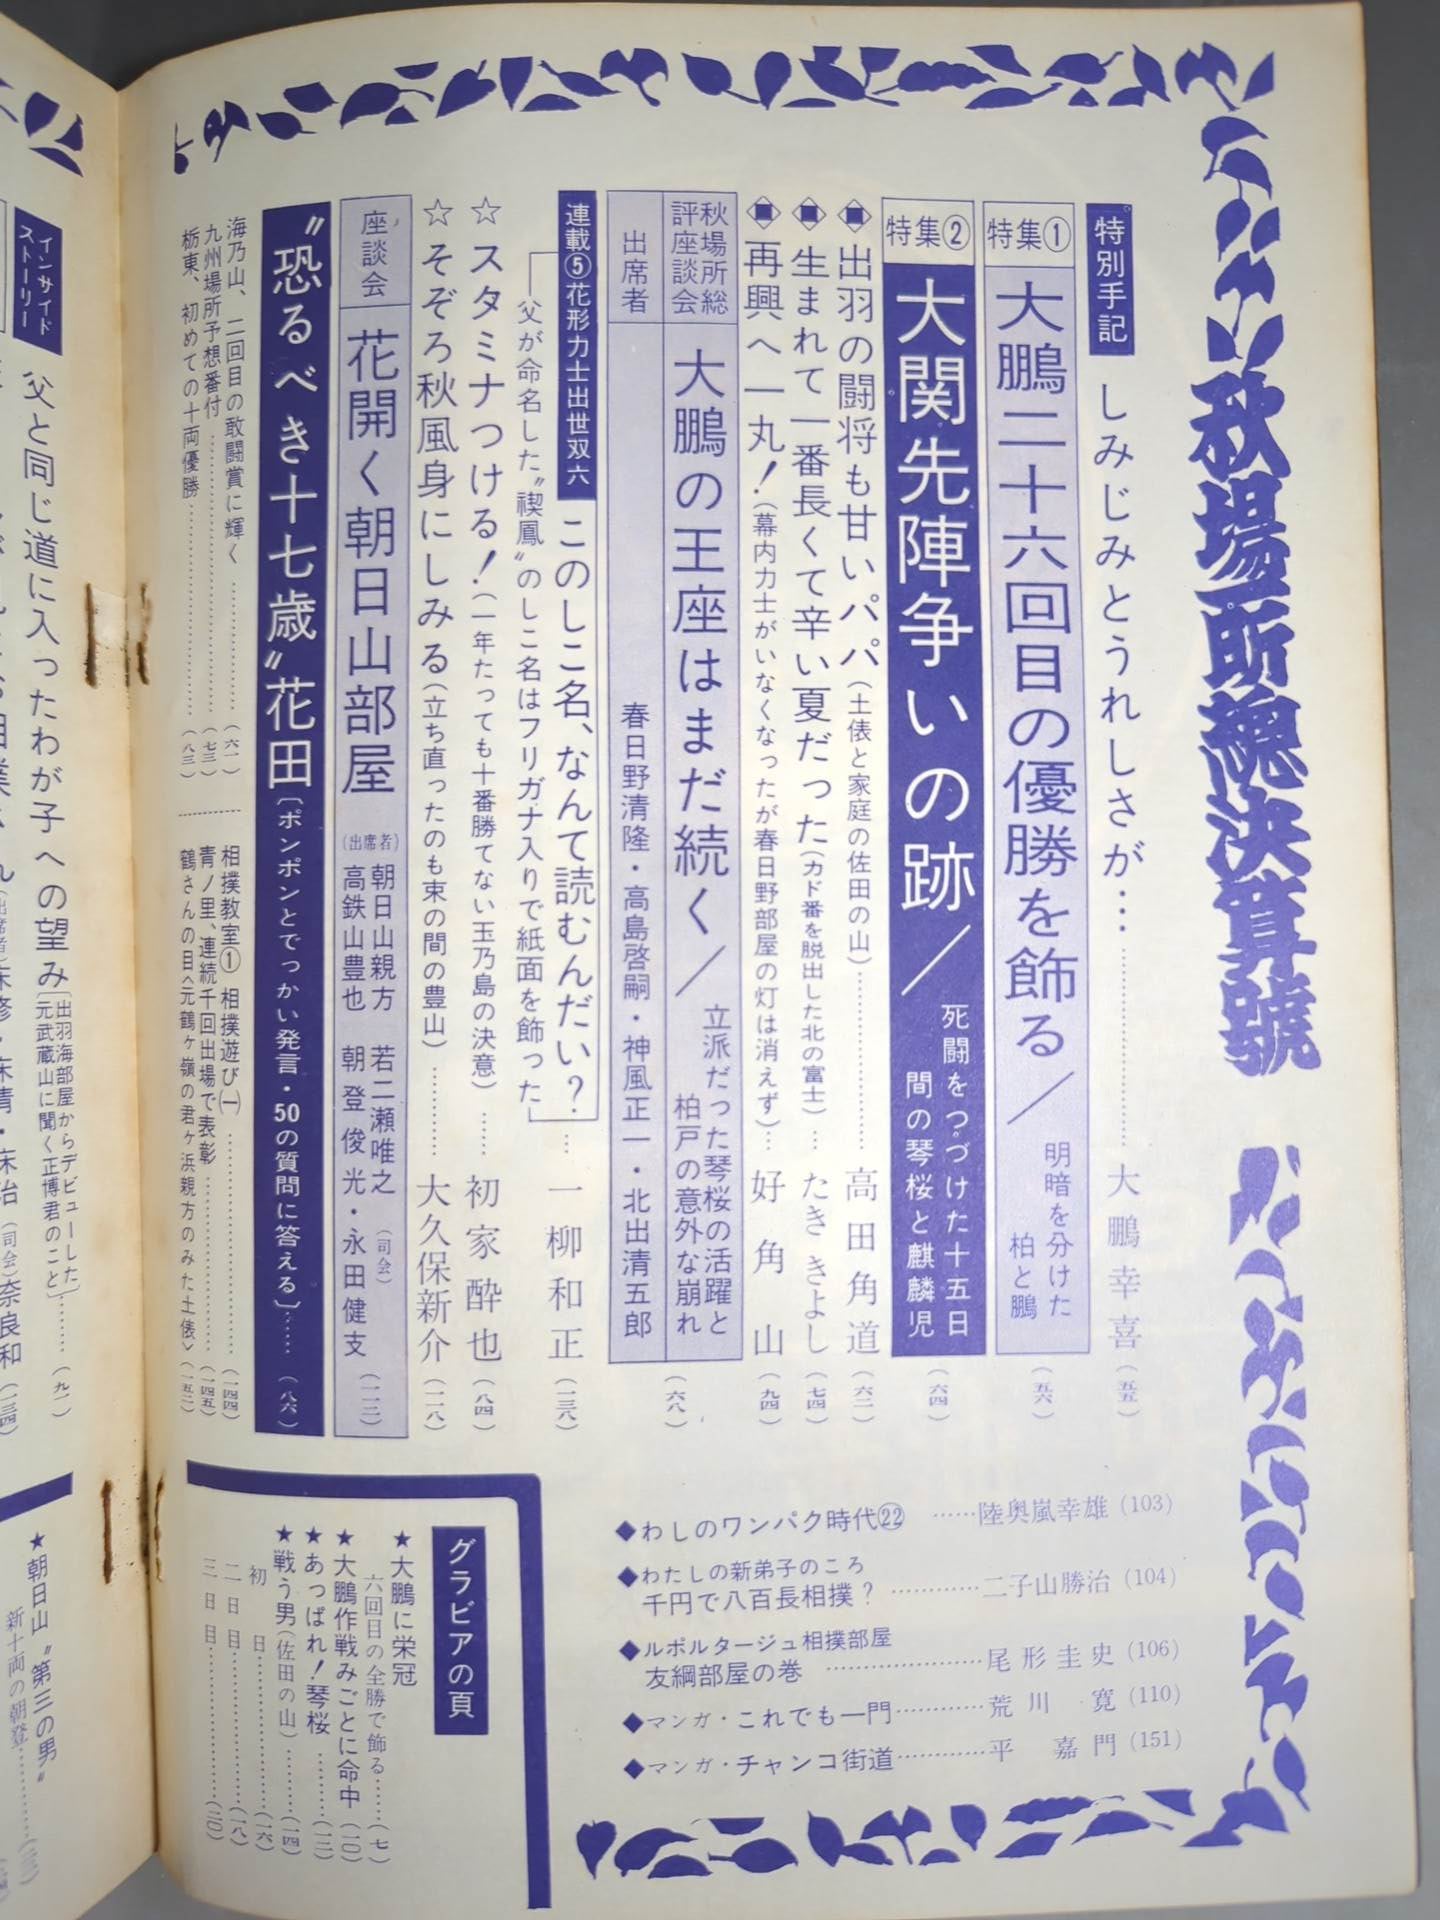 秋場所総決算號
特別手記
しみじみとうれしさが…………………大鵬幸喜(五五)
特集①
大鵬二十六回目の優勝を飾る／
明暗を分けた
柏と鵬
(五六)
特集②
大関先陣争いの跡／
死闘をつづけた十五日
間の琴桜と麒麟児
(六四)
出羽の闘将も甘いパパ(土俵と家庭の佐田の山)…………高田角道(六二)
生まれて一番長くて辛い夏だった(カド番を脱出した北の富士)…たききよし(七四)
再興へ一丸！(幕内力士がいなくなったが春日野部屋の灯は消えず)…好角山(九四)
秋場所総
評座談会
大鵬の王座はまだ続く／
立派だった琴桜の活躍と
柏戸の意外な崩れ
(六八)
出席者
春日野清隆・高島啓嗣・神風正一・北出清五郎
連載⑤花形力士出世双六
このしこ名、なんて読むんだい？…一柳和正(一三八)
父が命名した〝禊鳳〟のしこ名はフリガナ入りで紙面を飾った
☆スタミナつける！(一年たっても十番勝てない玉乃島の決意)……初家酔也(八四)
☆そぞろ秋風身にしみる(立ち直ったのも束の間の豊山)…………大久保新介(一一八)
座談会
花開く朝日山部屋
(出席者)
朝日山親方 若二瀬唯之
高鉄山豊也 朝登俊光・(司会)永田健支
(一一二)
〝恐るべき十七歳〟花田〔ポンポンとでっかい発言・50の質問に答える〕……(八六)
海乃山、二回目の敢闘賞に輝く…………(六一)
九州場所予想番付…………………(七三)
栃東、初めての十両優勝…………………(八三)
相撲教室① 相撲遊び(一)…………………(一四四)
青ノ里、連続千回出場で表彰…………………(一四五)
鶴さんの目〈元鶴ヶ嶺の君ヶ浜親方のみた土俵〉(一五二)
◆わしのワンパク時代㉒……陸奥嵐幸雄(103)
◆わたしの新弟子のころ
千円で八百長相撲？…………二子山勝治(104)
◆ルポルタージュ相撲部屋
友綱部屋の巻…………………尾形圭史(106)
◆マンガ・これでも一門…………荒川寛(110)
◆マンガ・チャンコ街道…………平嘉門(151)
グラビアの頁
★大鵬に栄冠
六回目の全勝で飾る……(七)
★大鵬作戦みごとに命中(一〇)
★あっぱれ！琴桜…………(一二)
★戦う男(佐田の山)…………(一四)
初日…………(一六)
二日目…………(一八)
三日目…………(二〇)
インサイド
ストーリー
父と同じ道に入ったわが子への望み
〔出羽海部屋からデビューした
元武蔵山に聞く正博君のこと〕………(九一)
(司会)奈良和
★朝日山〝第三の男〟
新十両の朝登